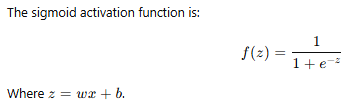 The sigmoid activation function is:
f(z) = 1 / (1 + e^{-z})
Where z = wx + b.